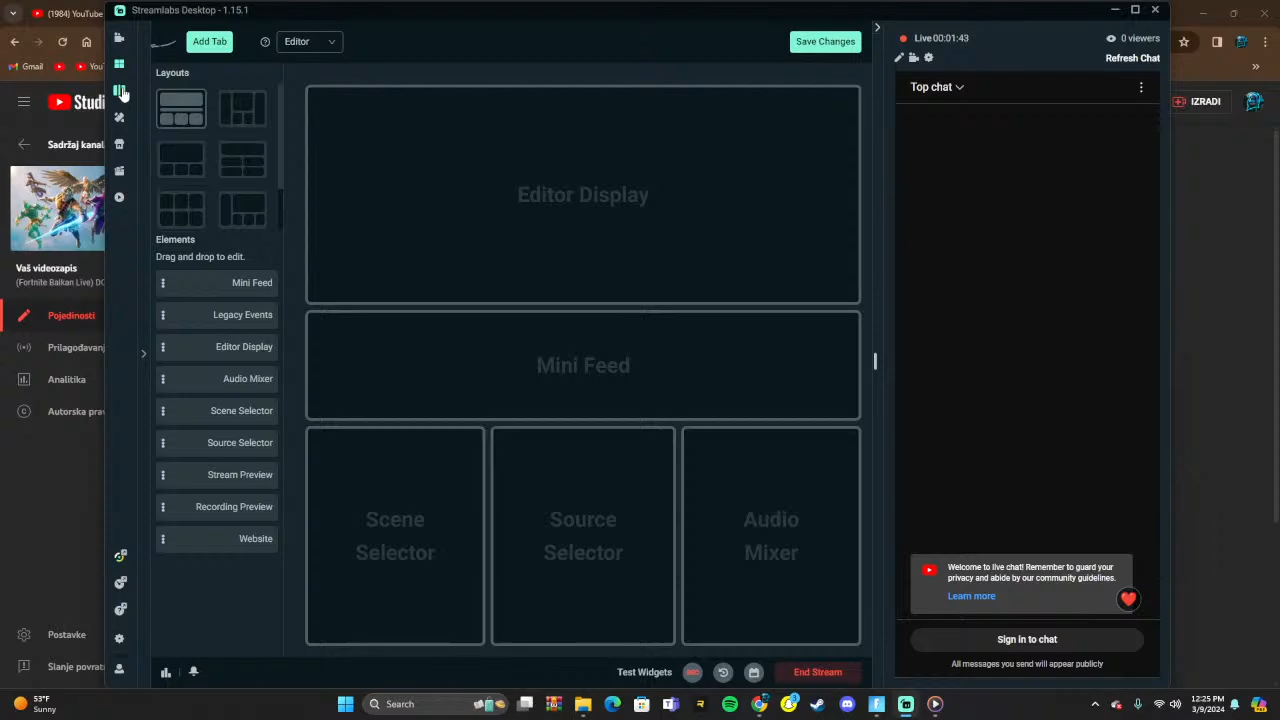 (1984) YouTube
Streamlabs Desktop - 1.15.1
Gmail
You
Studi
Sadržaj kanal
Vaš videozapis
(Fortnite Balkan Live) DO
Pojedinosti
Prilagođavanj
Analitika
Autorska prav
Postavke
Slanje povrat
Add Tab
Editor
Save Changes
Layouts
Elements
Drag and drop to edit.
Mini Feed
Legacy Events
Editor Display
Audio Mixer
Scene Selector
Source Selector
Stream Preview
Recording Preview
Website
Editor Display
Mini Feed
Scene
Selector
Source
Selector
Audio
Mixer
Test Widgets
REC
End Stream
Live 00:01:43
0 viewers
Refresh Chat
Top chat
Welcome to live chat! Remember to guard your
privacy and abide by our community guidelines.
Learn more
Sign in to chat
All messages you send will appear publicly
IZRADI
53°F
Sunny
Search
3
12:25 PM
3/9/2024